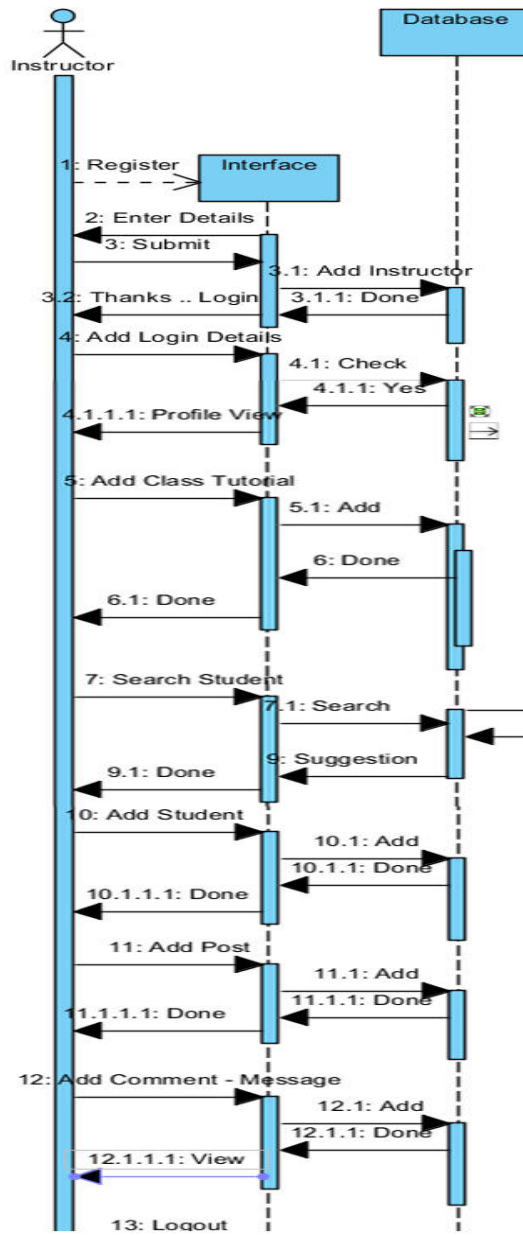 Database
Instructor
1: Register
Interface
2: Enter Details
3: Submit
3.1: Add Instructor
3.2: Thanks .. Login
3.1.1: Done
4: Add Login Details
4.1: Check
4.1.1: Yes
4.1.1.1: Profile View
5: Add Class Tutorial
5.1: Add
6: Done
6.1: Done
7: Search Student
7.1: Search
9: Suggestion
9.1: Done
10: Add Student
10.1: Add
10.1.1: Done
10.1.1.1: Done
11: Add Post
11.1: Add
11.1.1: Done
11.1.1.1: Done
12: Add Comment - Message
12.1: Add
12.1.1: Done
12.1.1.1: View
13: Logout